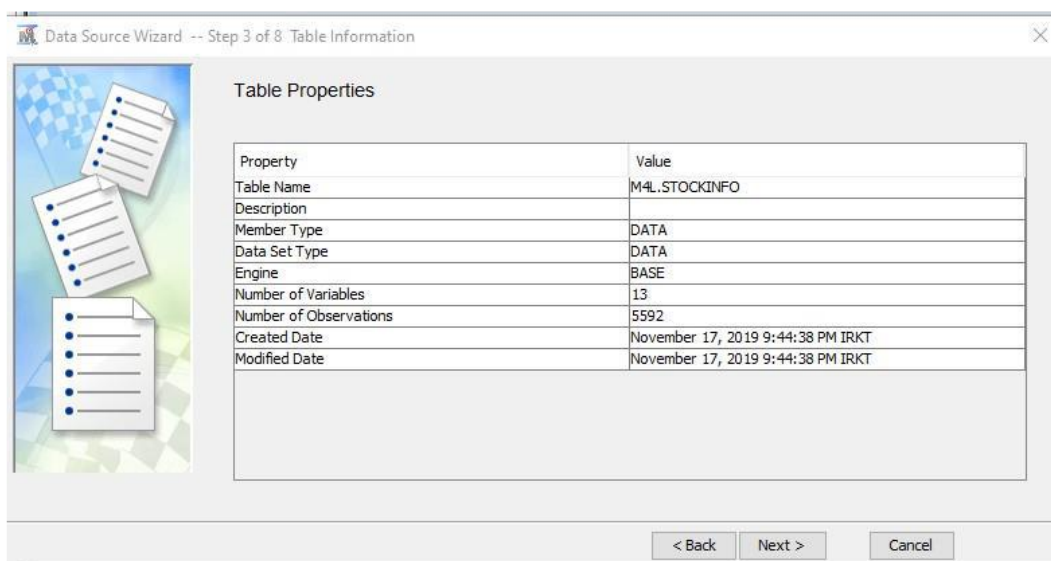 Data Source Wizard -- Step 3 of 8 Table Information
Table Properties
Property Value
Table Name M4L.STOCKINFO
Description
Member Type DATA
Data Set Type DATA
Engine BASE
Number of Variables 13
Number of Observations 5592
Created Date November 17, 2019 9:44:38 PM IRKT
Modified Date November 17, 2019 9:44:38 PM IRKT
< Back Next > Cancel